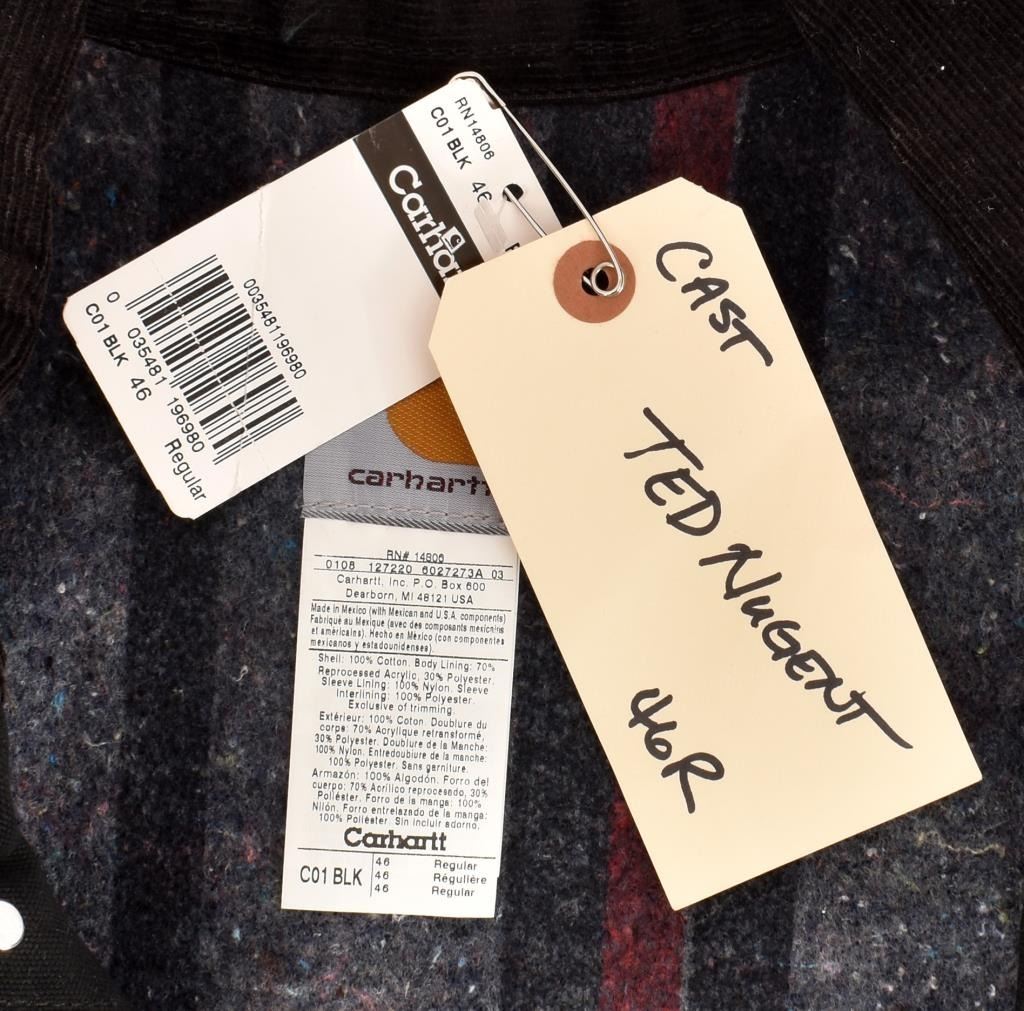 RN14806
C01 BLK 46
Carhar
0035481196980
0 035481 196980
C01 BLK 46 Regular
CAST
TED NUGENT
46R
carhartt
RN# 14806
0106 127220 6027273A 03
Carhartt, Inc. P.O. Box 600
Dearborn, MI 48121 USA
Made in Mexico (with Mexican and U.S.A. components)
Fabriqué au Mexique (avec des composants mexicains
et américains). Hecho en México (con componentes
mexicanos y estadounidenses).
Shell: 100% Cotton. Body Lining: 70%
Reprocessed Acrylic, 30% Polyester.
Sleeve Lining: 100% Nylon. Sleeve
Interlining: 100% Polyester.
Exclusive of trimming.
Extérieur: 100% Coton. Doublure du
corps: 70% Acrylique retransformé,
30% Polyester. Doublure de la Manche:
100% Nylon. Entredoubiure de la manche:
100% Polyester. Sans garniture.
Armazón: 100% Algodón. Forro del
cuerpo: 70% Acrílico reprocesado, 30%
Poliéster. Forro de la manga: 100%
Nilón. Forro entrelazado de la manga:
100% Poliéster. Sin incluir adorno.
Carhartt
C01 BLK
46 Regular
46 Régulière
46 Regular